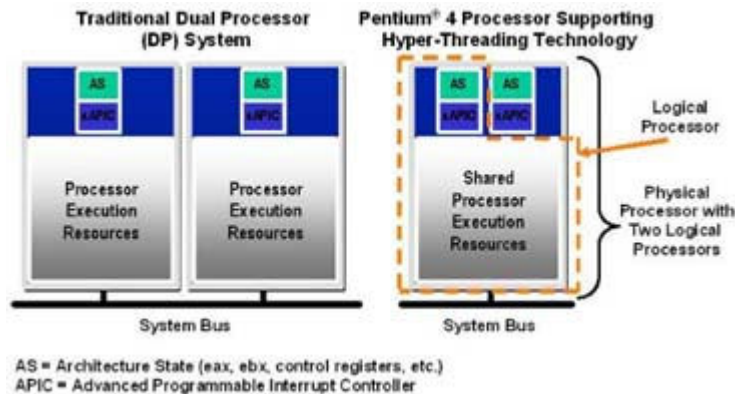 Traditional Dual Processor
(DP) System
AS
xAPIC
Processor
Execution
Resources
AS
xAPIC
Processor
Execution
Resources
System Bus
Pentium® 4 Processor Supporting
Hyper-Threading Technology
AS
xAPIC
AS
xAPIC
Shared
Processor
Execution
Resources
System Bus
Logical
Processor
Physical
Processor with
Two Logical
Processors
AS = Architecture State (eax, ebx, control registers, etc.)
APIC = Advanced Programmable Interrupt Controller